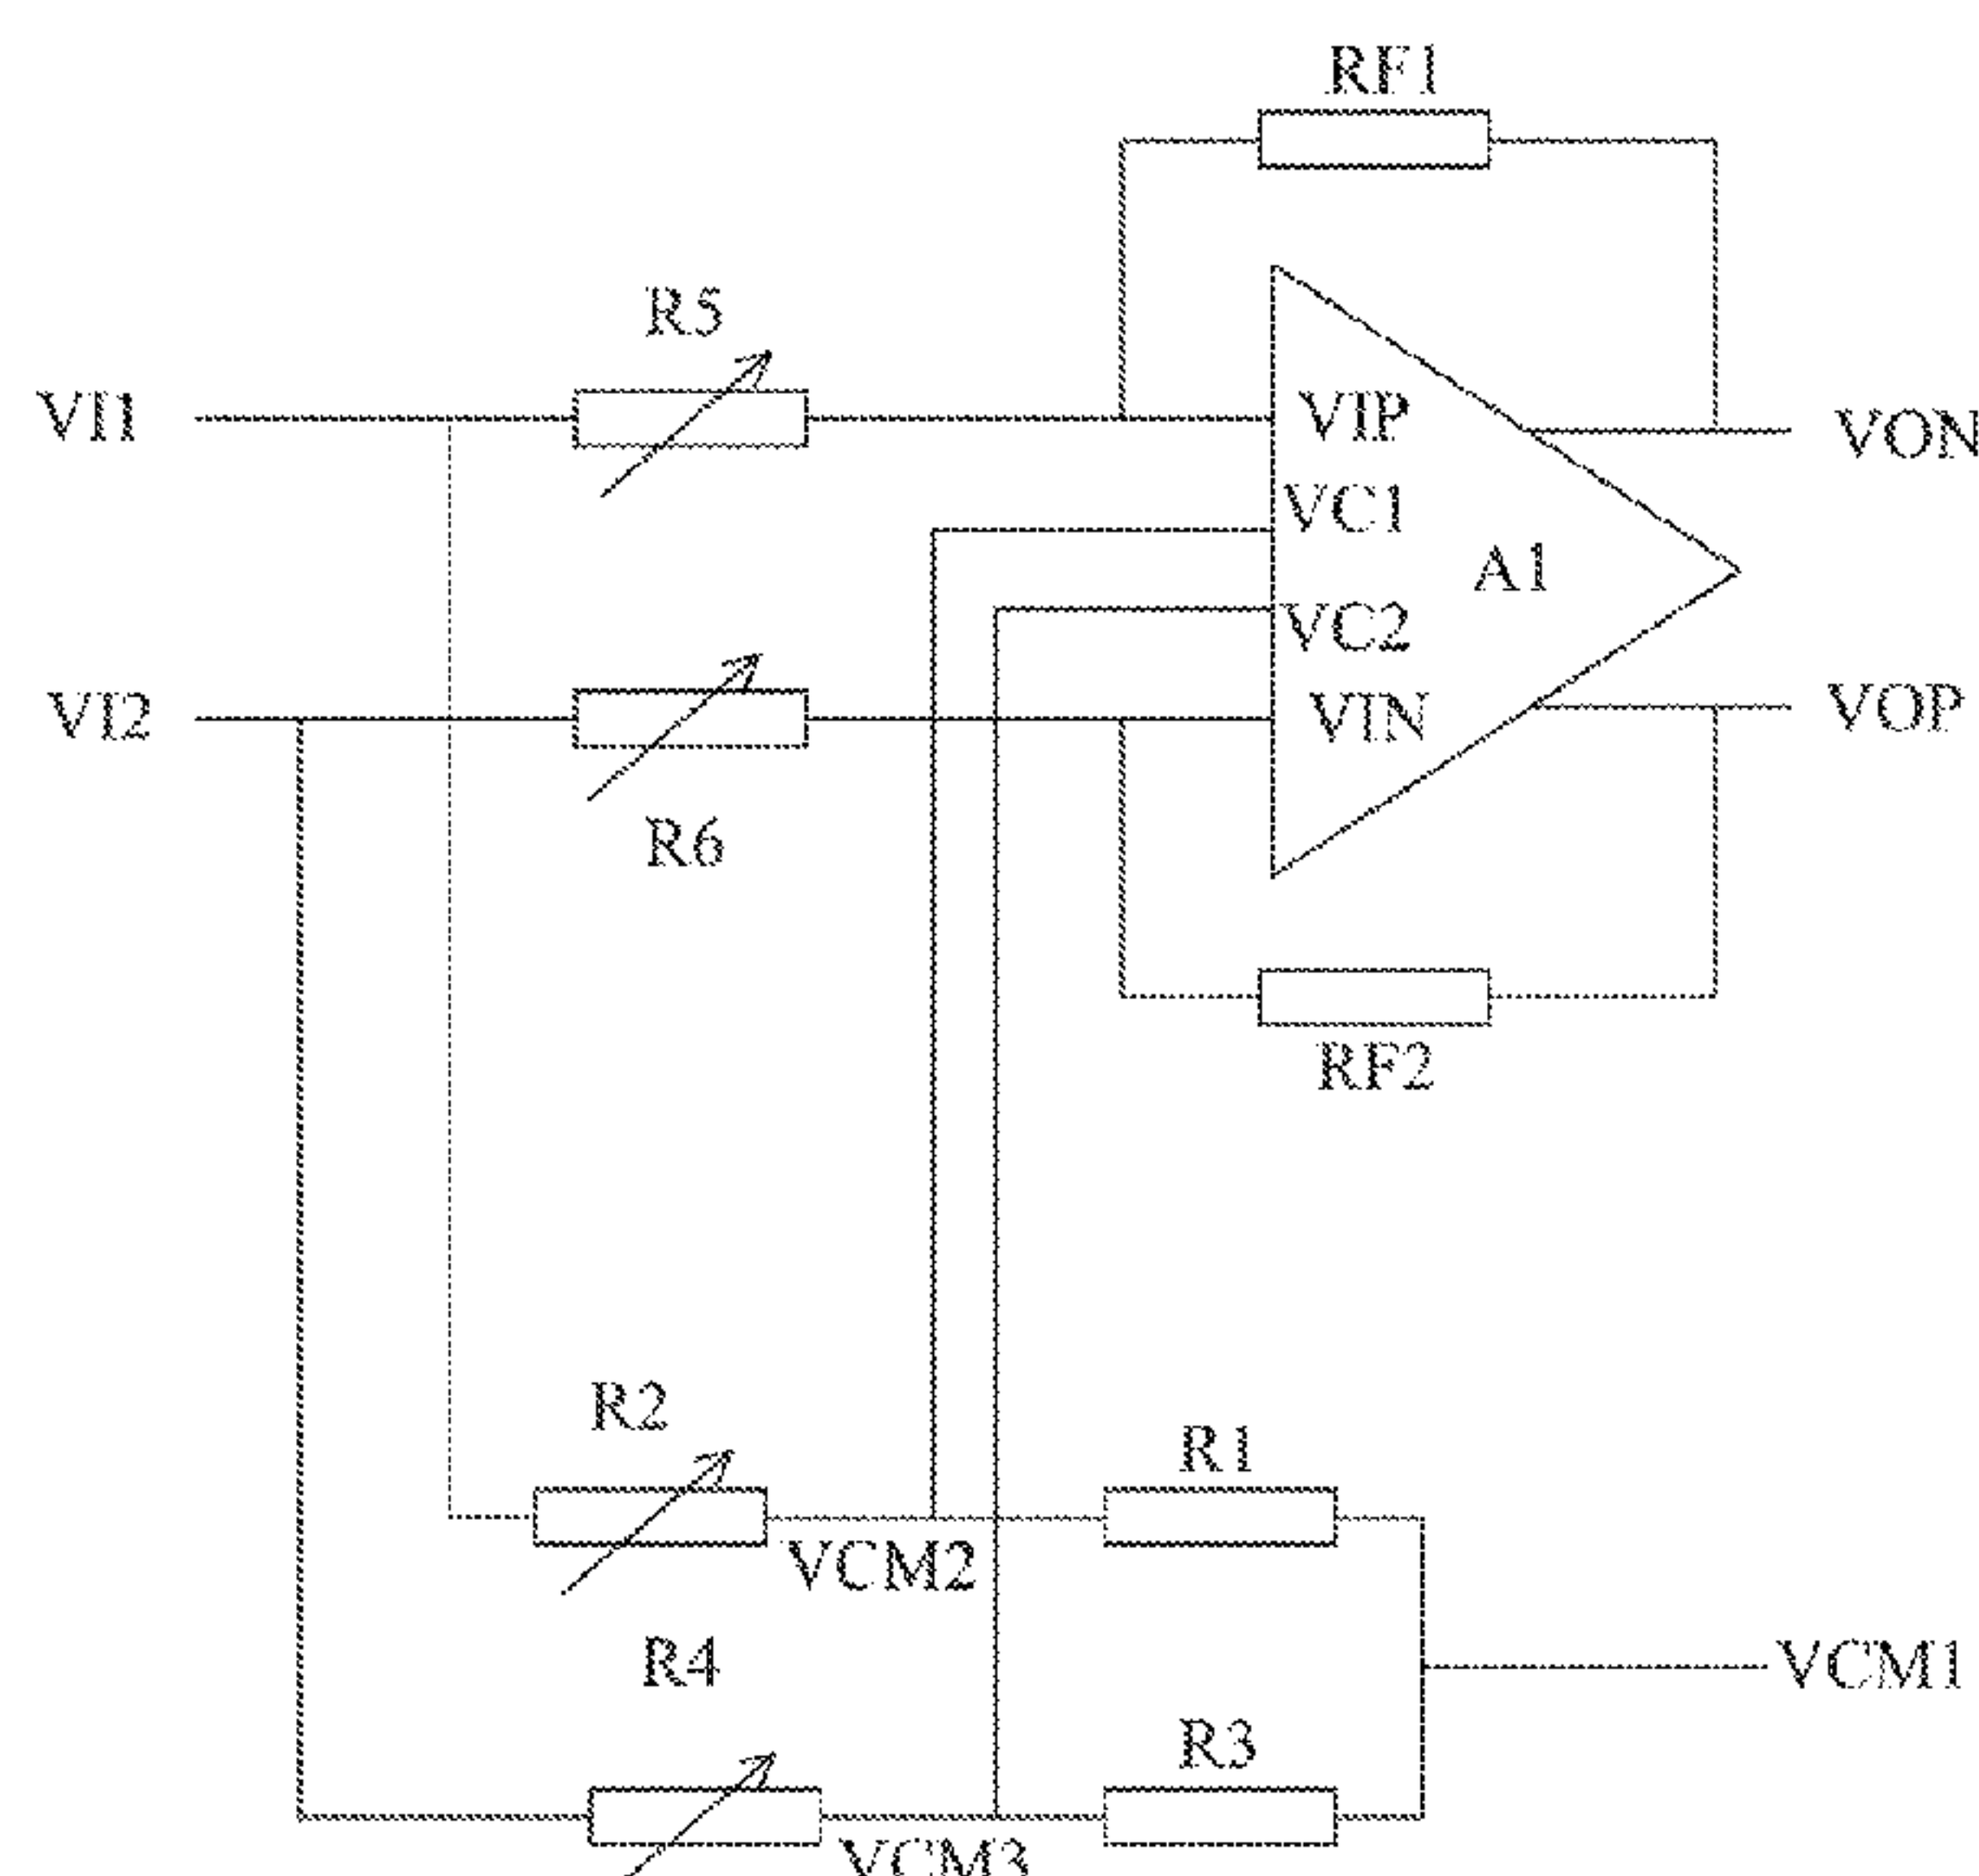 RF1
R5
VI1
VIP
VON
VC1
A1
VC2
VI2
VIN
VOP
R6
RF2
R2
R1
VCM2
R4
VCM1
R3
VCM3